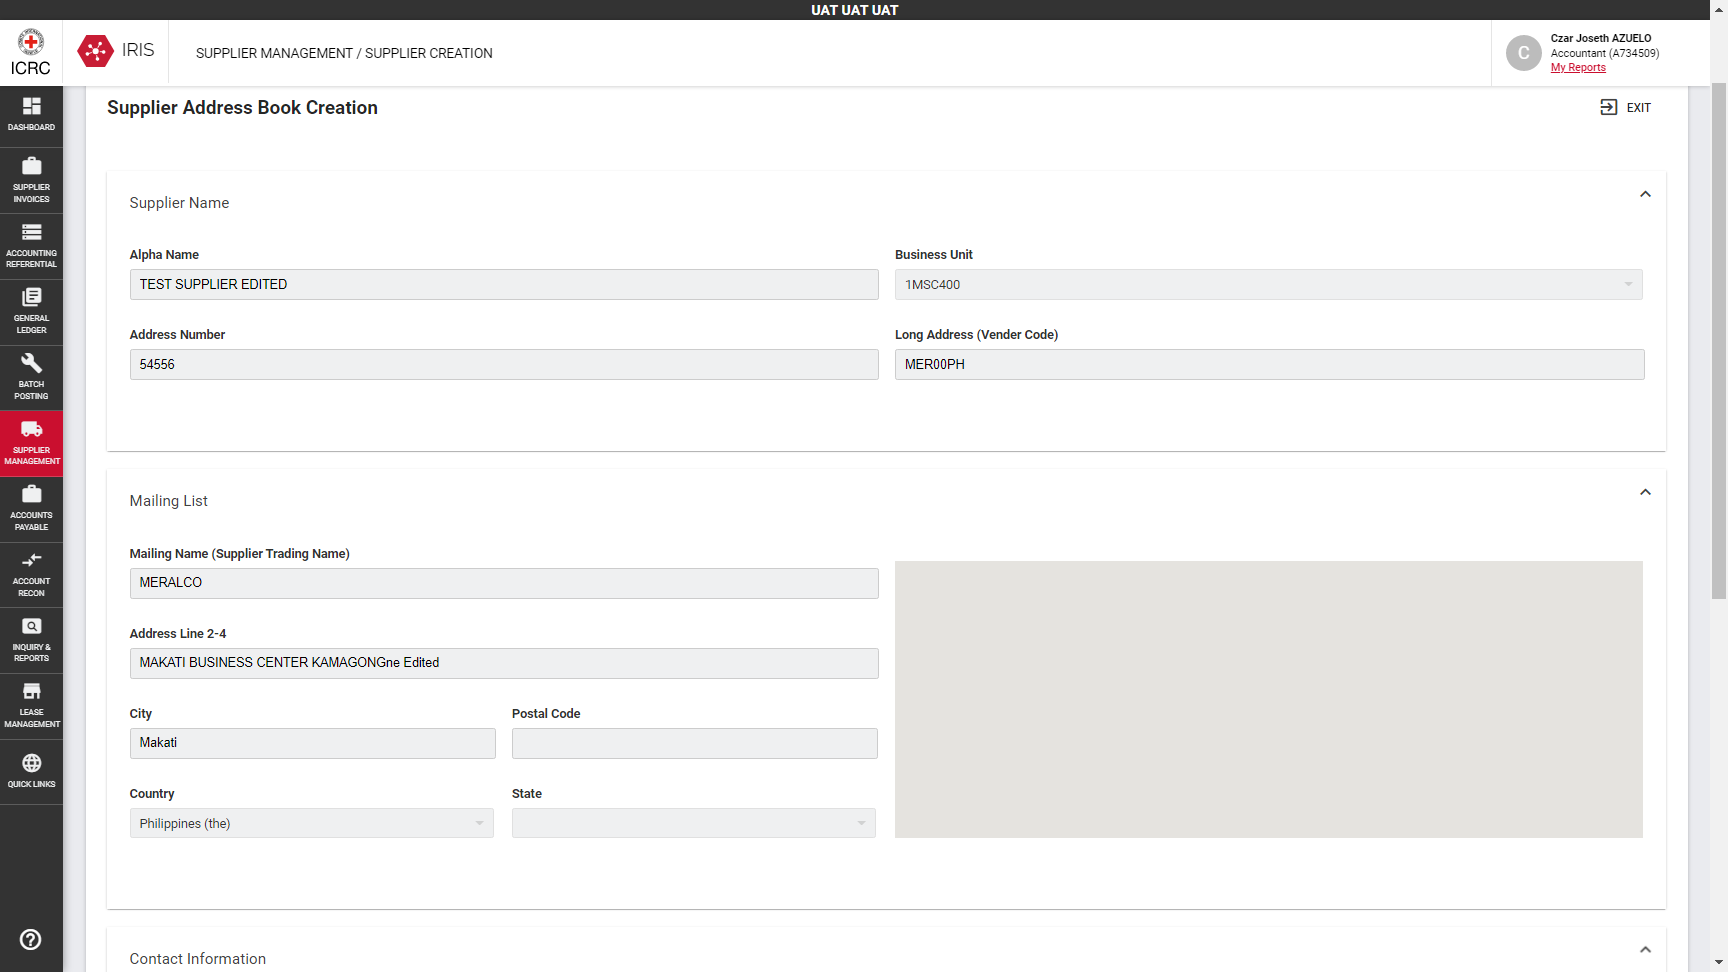 UAT UAT UAT
ICRC
IRIS
SUPPLIER MANAGEMENT / SUPPLIER CREATION
C
Czar Joseth AZUELO
Accountant (A734509)
My Reports
DASHBOARD
SUPPLIER
INVOICES
ACCOUNTING
REFERENTIAL
GENERAL
LEDGER
BATCH
POSTING
SUPPLIER
MANAGEMENT
ACCOUNTS
PAYABLE
ACCOUNT
RECON
INQUIRY &
REPORTS
LEASE
MANAGEMENT
QUICK LINKS
Supplier Address Book Creation
EXIT
Supplier Name
Alpha Name
TEST SUPPLIER EDITED
Business Unit
1MSC400
Address Number
54556
Long Address (Vender Code)
MER00PH
Mailing List
Mailing Name (Supplier Trading Name)
MERALCO
Address Line 2-4
MAKATI BUSINESS CENTER KAMAGONGne Edited
City
Makati
Postal Code
Country
Philippines (the)
State
Contact Information